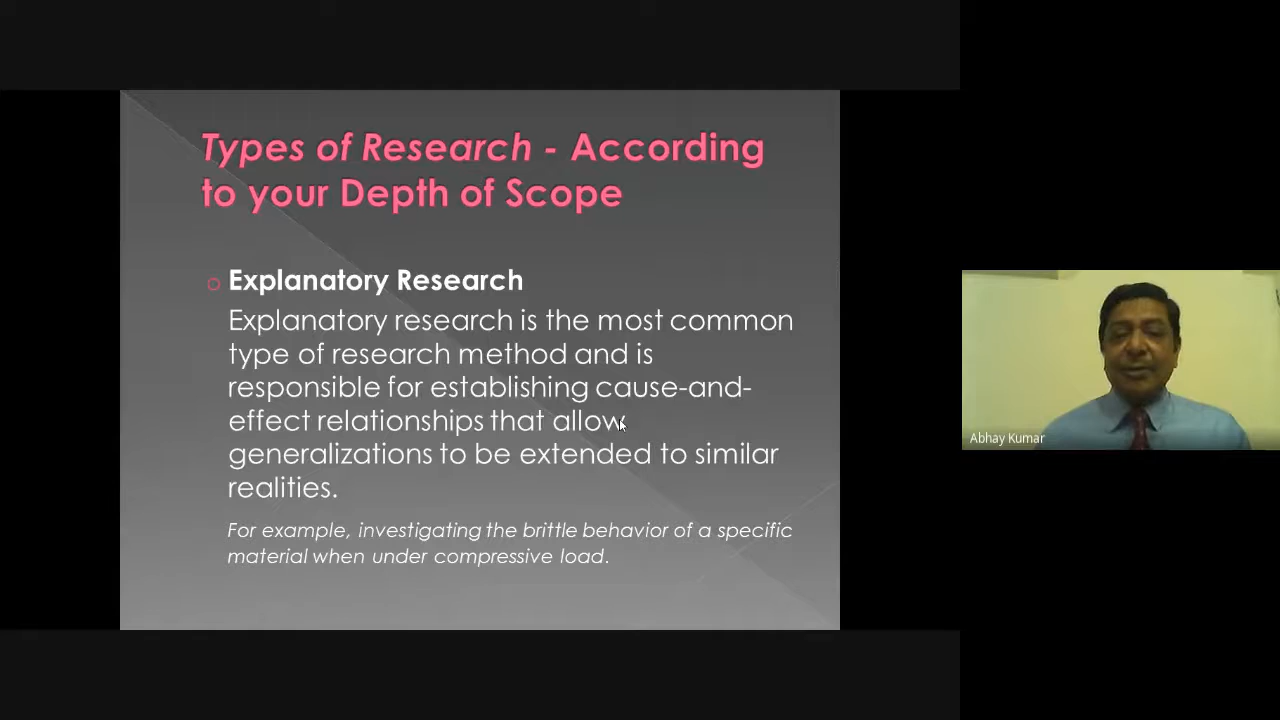 Types of Research - According
to your Depth of Scope
Explanatory Research
Explanatory research is the most common
type of research method and is
responsible for establishing cause-and-
effect relationships that allow
generalizations to be extended to similar
realities.
For example, investigating the brittle behavior of a specific
material when under compressive load.
Abhay Kumar